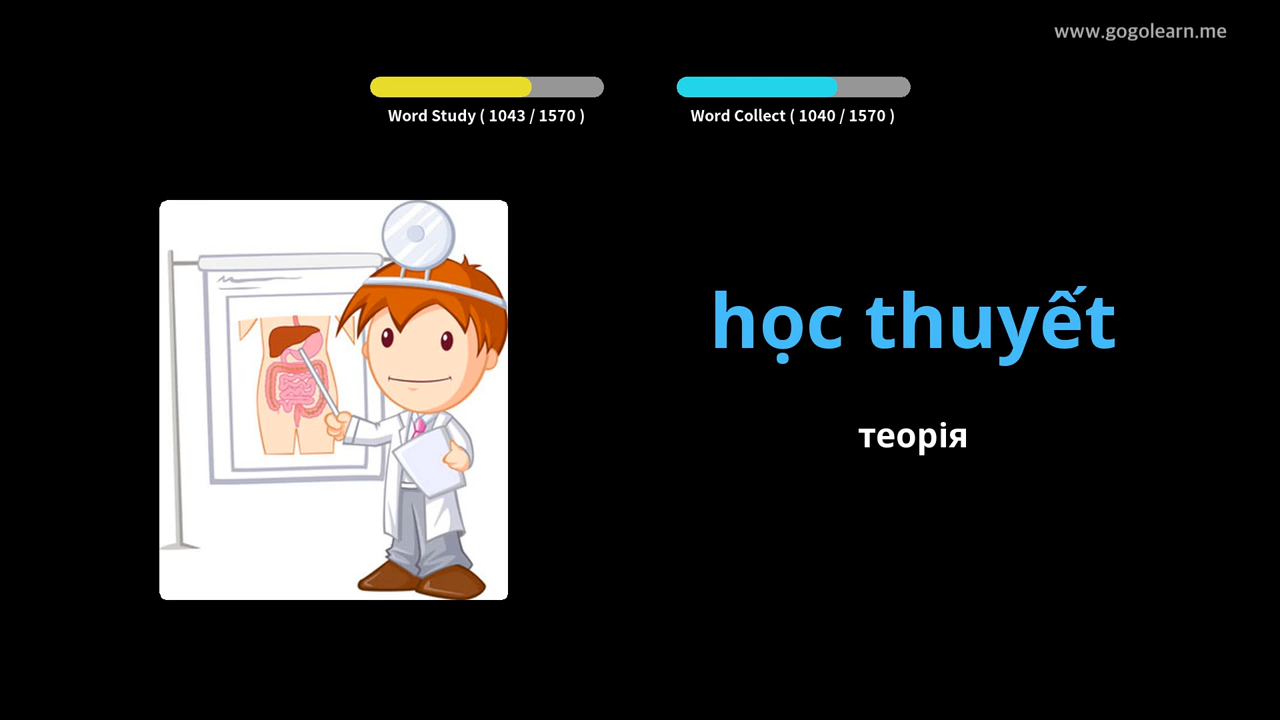 www.gogolearn.me
Word Study ( 1043 / 1570 )
Word Collect ( 1040 / 1570 )
học thuyết
теорія